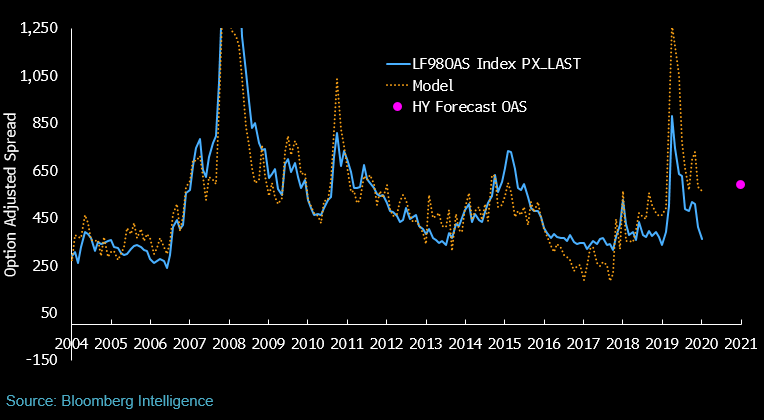 1,250
1,050
850
650
450
250
50
-150
Option Adjusted Spread
LF98OAS Index PX_LAST
Model
HY Forecast OAS
2004 2005 2006 2007 2008 2009 2010 2011 2012 2013 2014 2015 2016 2017 2018 2019 2020 2021
Source: Bloomberg Intelligence